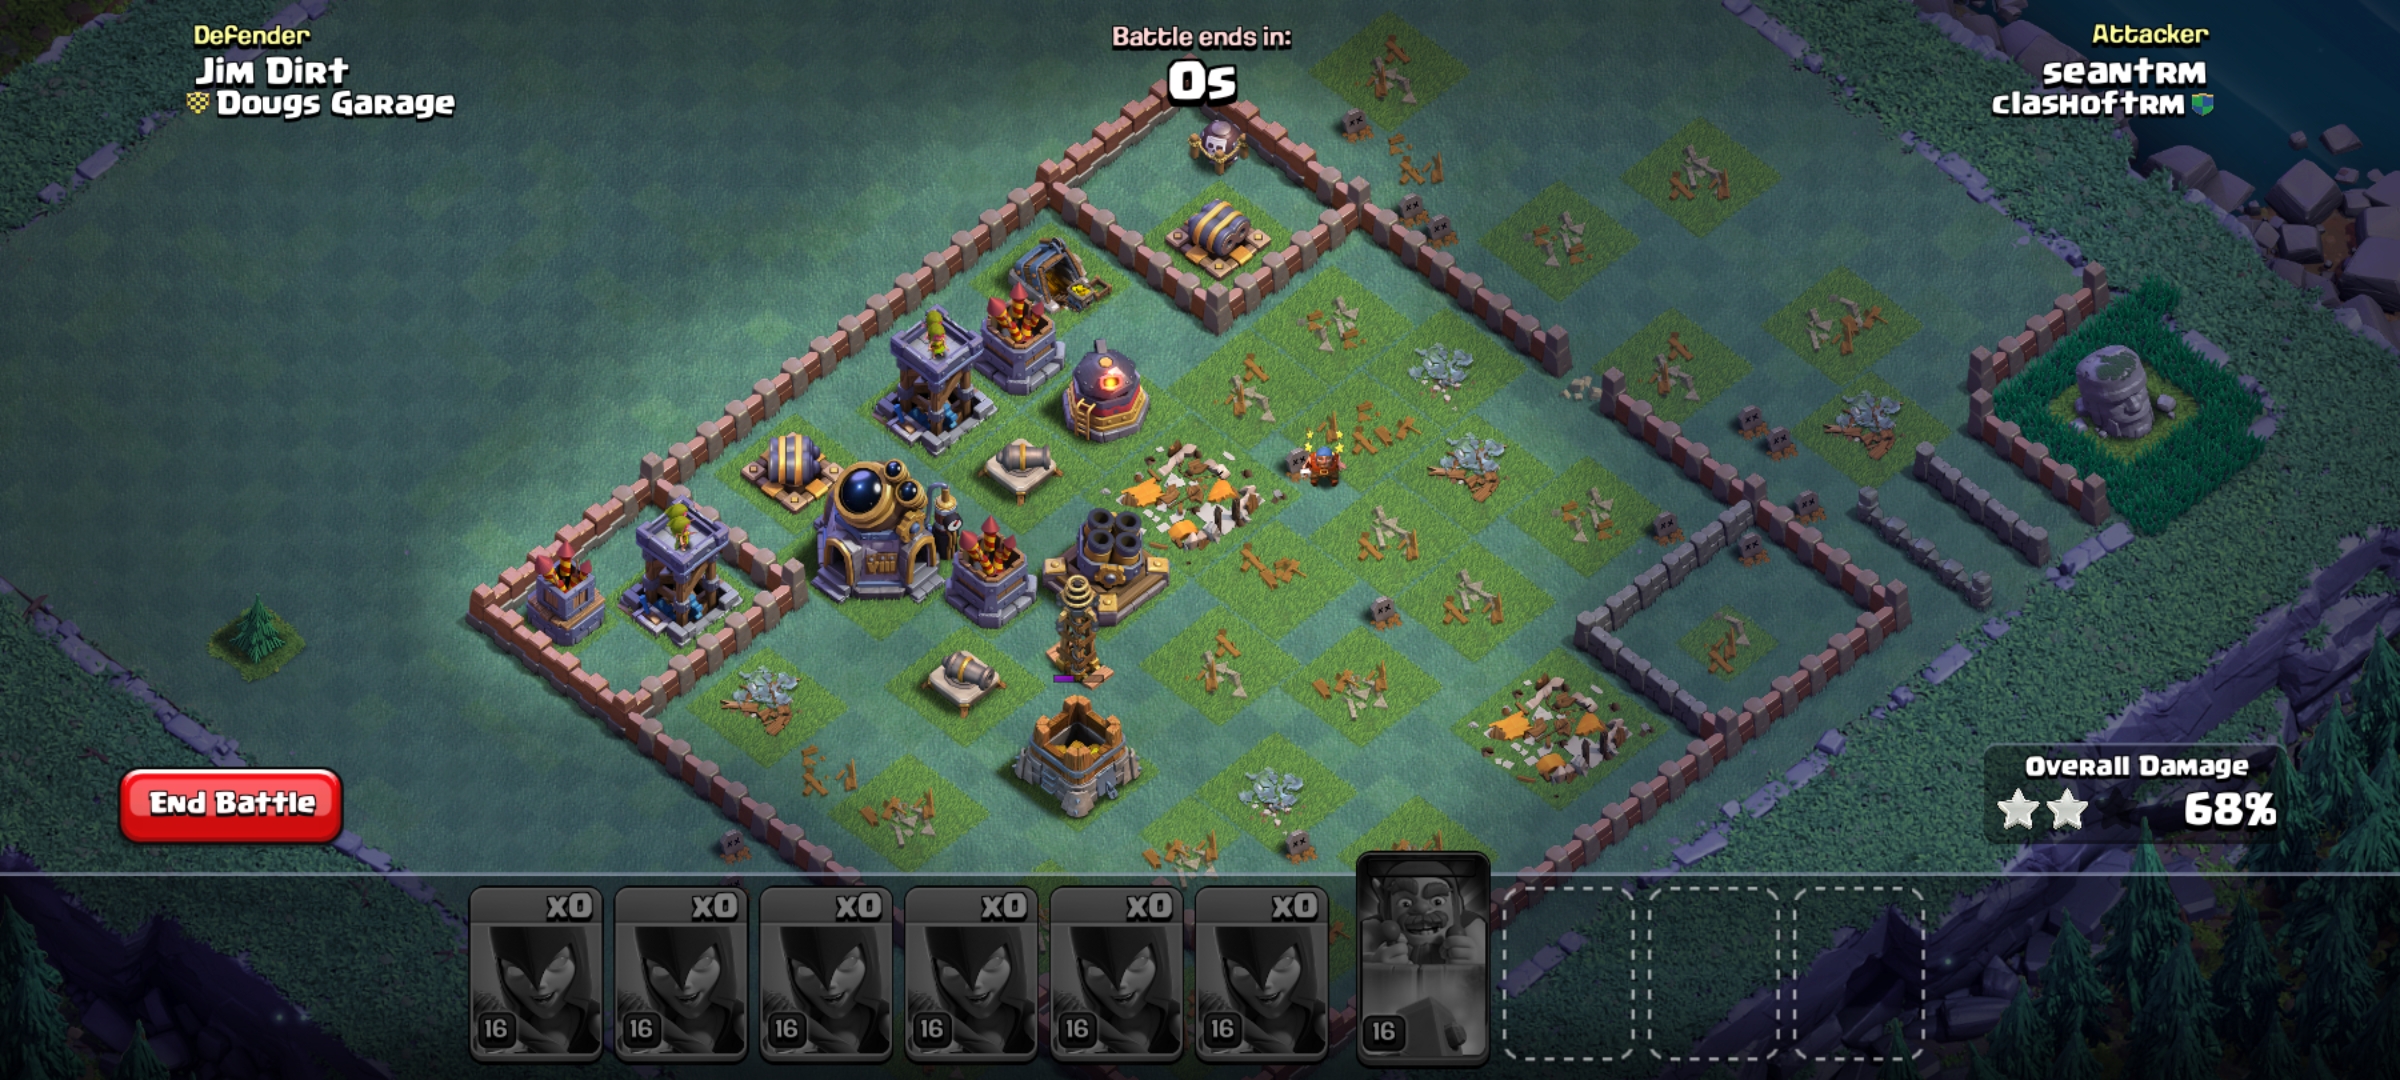 Defender
Jim Dirt
Dougs Garage
Battle ends in:
0s
Attacker
seantrm
clashoftrm
End Battle
Overall Damage
68%
x0
x0
x0
x0
x0
x0
16
16
16
16
16
16
16